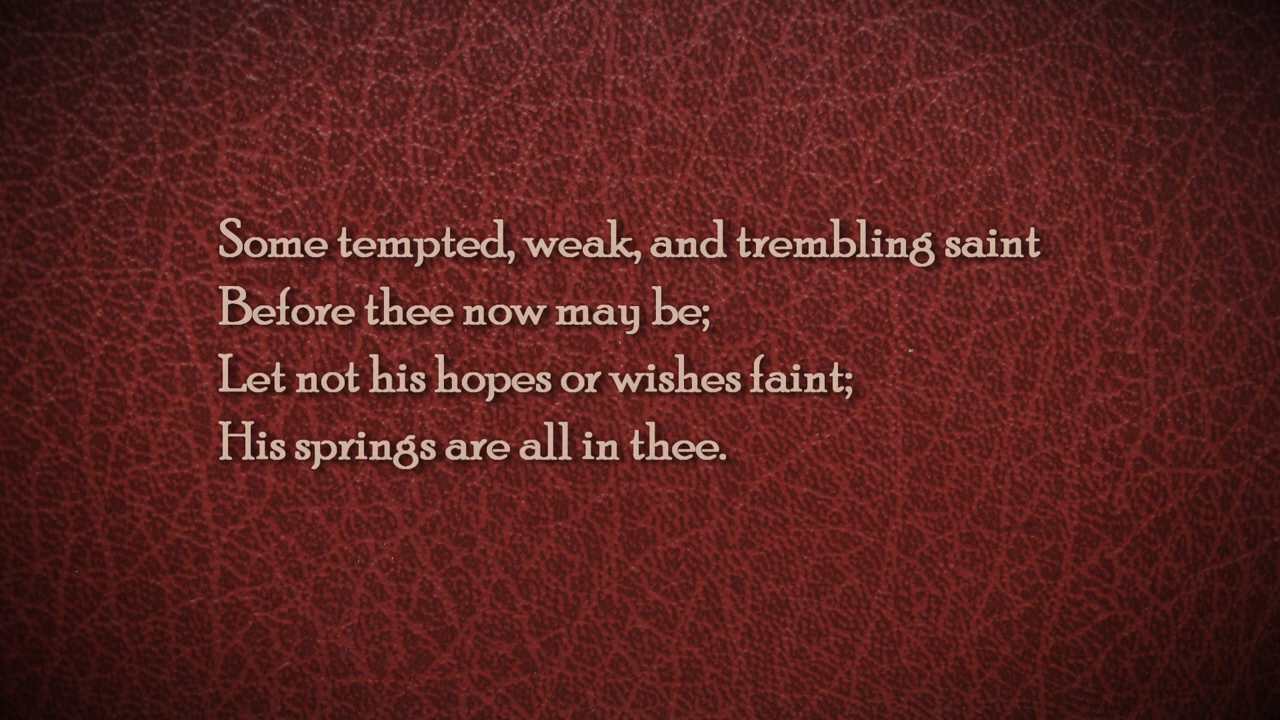 Some tempted, weak, and trembling saint
Before thee now may be;
Let not his hopes or wishes faint;
His springs are all in thee.